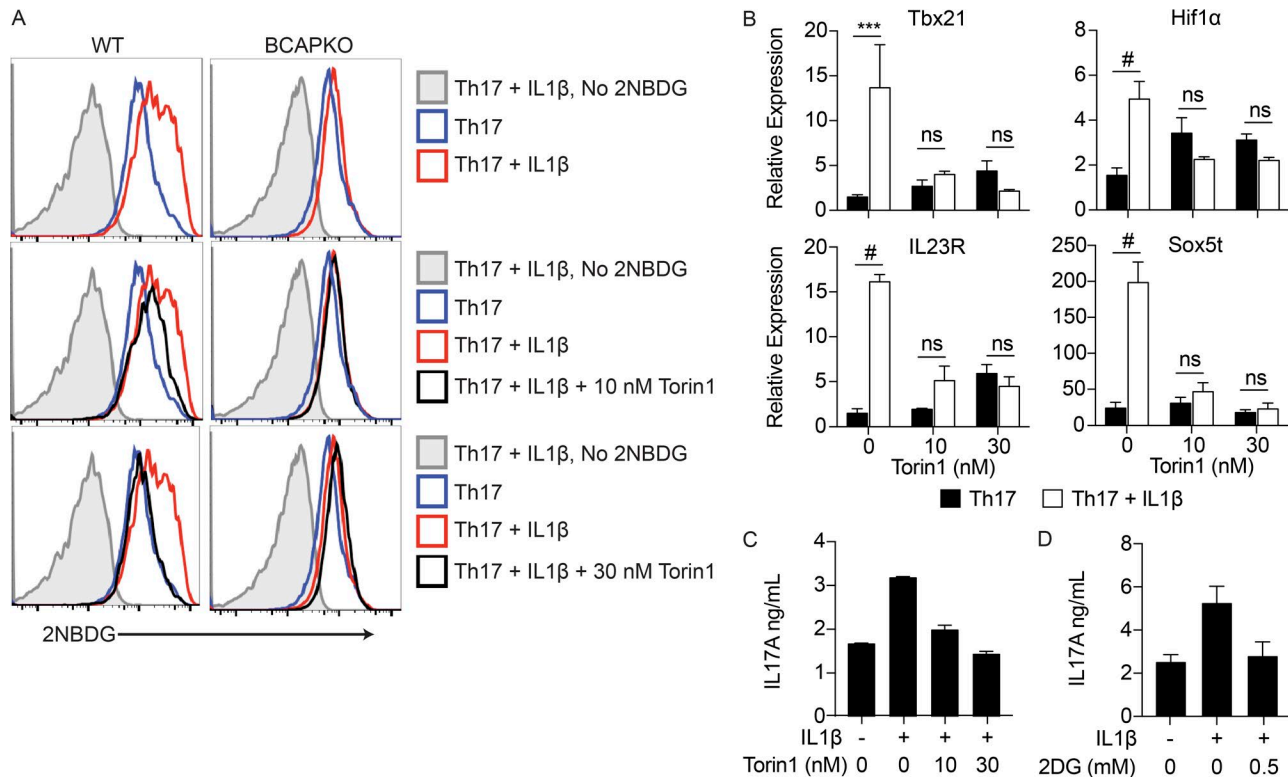 A
WT
BCAPKO
Th17 + IL1β, No 2NBDG
Th17
Th17 + IL1β
Th17 + IL1β, No 2NBDG
Th17
Th17 + IL1β
Th17 + IL1β + 10 nM Torin1
Th17 + IL1β, No 2NBDG
Th17
Th17 + IL1β
Th17 + IL1β + 30 nM Torin1
2NBDG
B
Tbx21
Relative Expression
20
15
10
5
0
***
ns
ns
Hif1α
8
6
4
2
0
#
ns
ns
IL23R
Relative Expression
20
15
10
5
0
#
ns
ns
0 10 30
Torin1 (nM)
Sox5t
250
200
150
100
50
0
#
ns
ns
0 10 30
Torin1 (nM)
Th17 Th17 + IL1β
C
IL17A ng/mL
4
3
2
1
0
IL1β - + + +
Torin1 (nM) 0 0 10 30
D
IL17A ng/mL
8
6
4
2
0
IL1β - + +
2DG (mM) 0 0 0.5